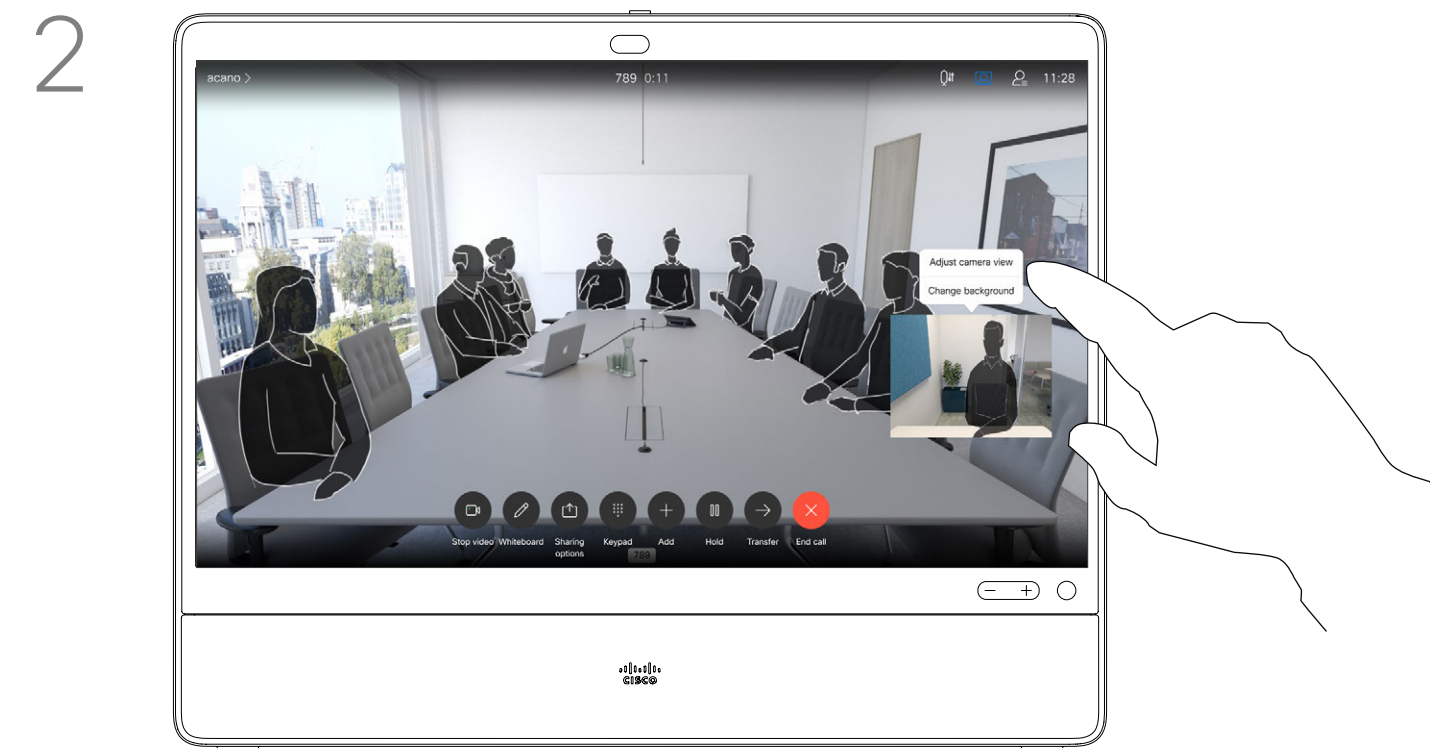 2
acano
789 0:11
11:28
Adjust camera view
Change background
Stop video
Whiteboard
Sharing
options
Keypad
Add
Hold
Transfer
End call
789
CISCO